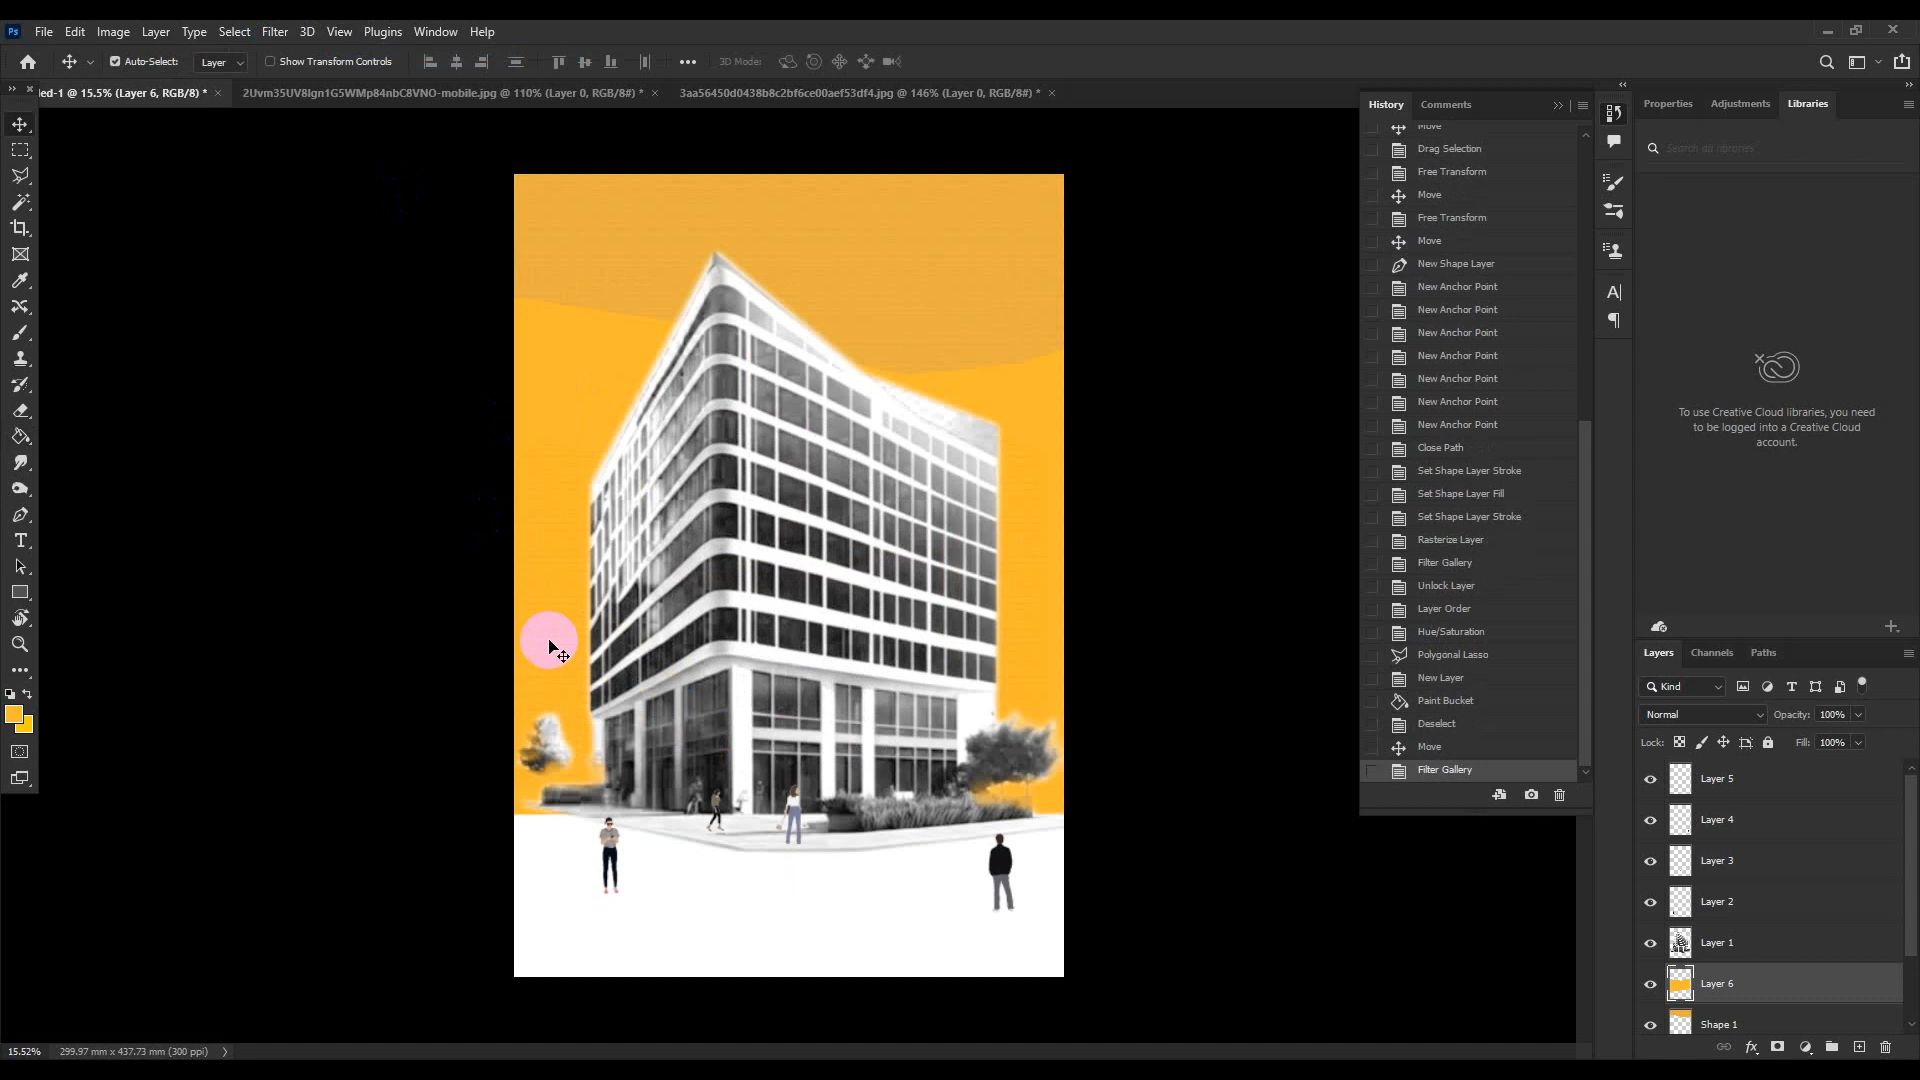 Ps File Edit Image Layer Type Select Filter 3D View Plugins Window Help
Auto-Select: Layer Show Transform Controls 3D Mode:
ed-1 @ 15.5% (Layer 6, RGB/8) * 2Uvm35UV8Ign1G5WMp84nbC8VNO-mobile.jpg @ 110% (Layer 0, RGB/8#) * 3aa56450d0438b8c2bf6ce00aef53df4.jpg @ 146% (Layer 0, RGB/8#) *
History Comments
Move
Drag Selection
Free Transform
Move
Free Transform
Move
New Shape Layer
New Anchor Point
New Anchor Point
New Anchor Point
New Anchor Point
New Anchor Point
New Anchor Point
New Anchor Point
Close Path
Set Shape Layer Stroke
Set Shape Layer Fill
Set Shape Layer Stroke
Rasterize Layer
Filter Gallery
Unlock Layer
Layer Order
Hue/Saturation
Polygonal Lasso
New Layer
Paint Bucket
Deselect
Move
Filter Gallery
Properties Adjustments Libraries
Search all libraries
To use Creative Cloud libraries, you need
to be logged into a Creative Cloud
account.
Layers Channels Paths
Kind
Normal Opacity: 100%
Lock: Fill: 100%
Layer 5
Layer 4
Layer 3
Layer 2
Layer 1
Layer 6
Shape 1
15.52% 299.97 mm x 437.73 mm (300 ppi)